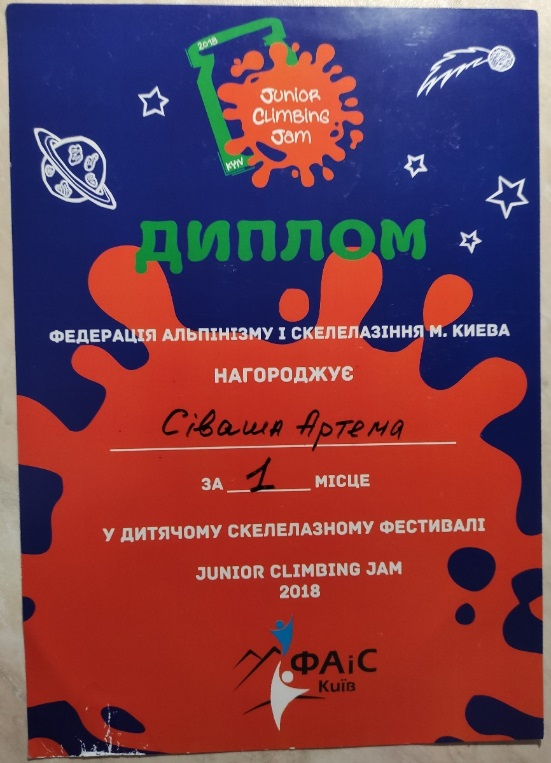 2018
JUNIOR
CLIMBING
JAM
KYIV
ДИПЛОМ
ФЕДЕРАЦІЯ АЛЬПІНІЗМУ І СКЕЛЕЛАЗІННЯ М. КИЕВА
НАГОРОДЖУЄ
Сіваша Артема
ЗА 1 МІСЦЕ
У ДИТЯЧОМУ СКЕЛЕЛАЗНОМУ ФЕСТИВАЛІ
JUNIOR CLIMBING JAM
2018
ФАіС
Київ